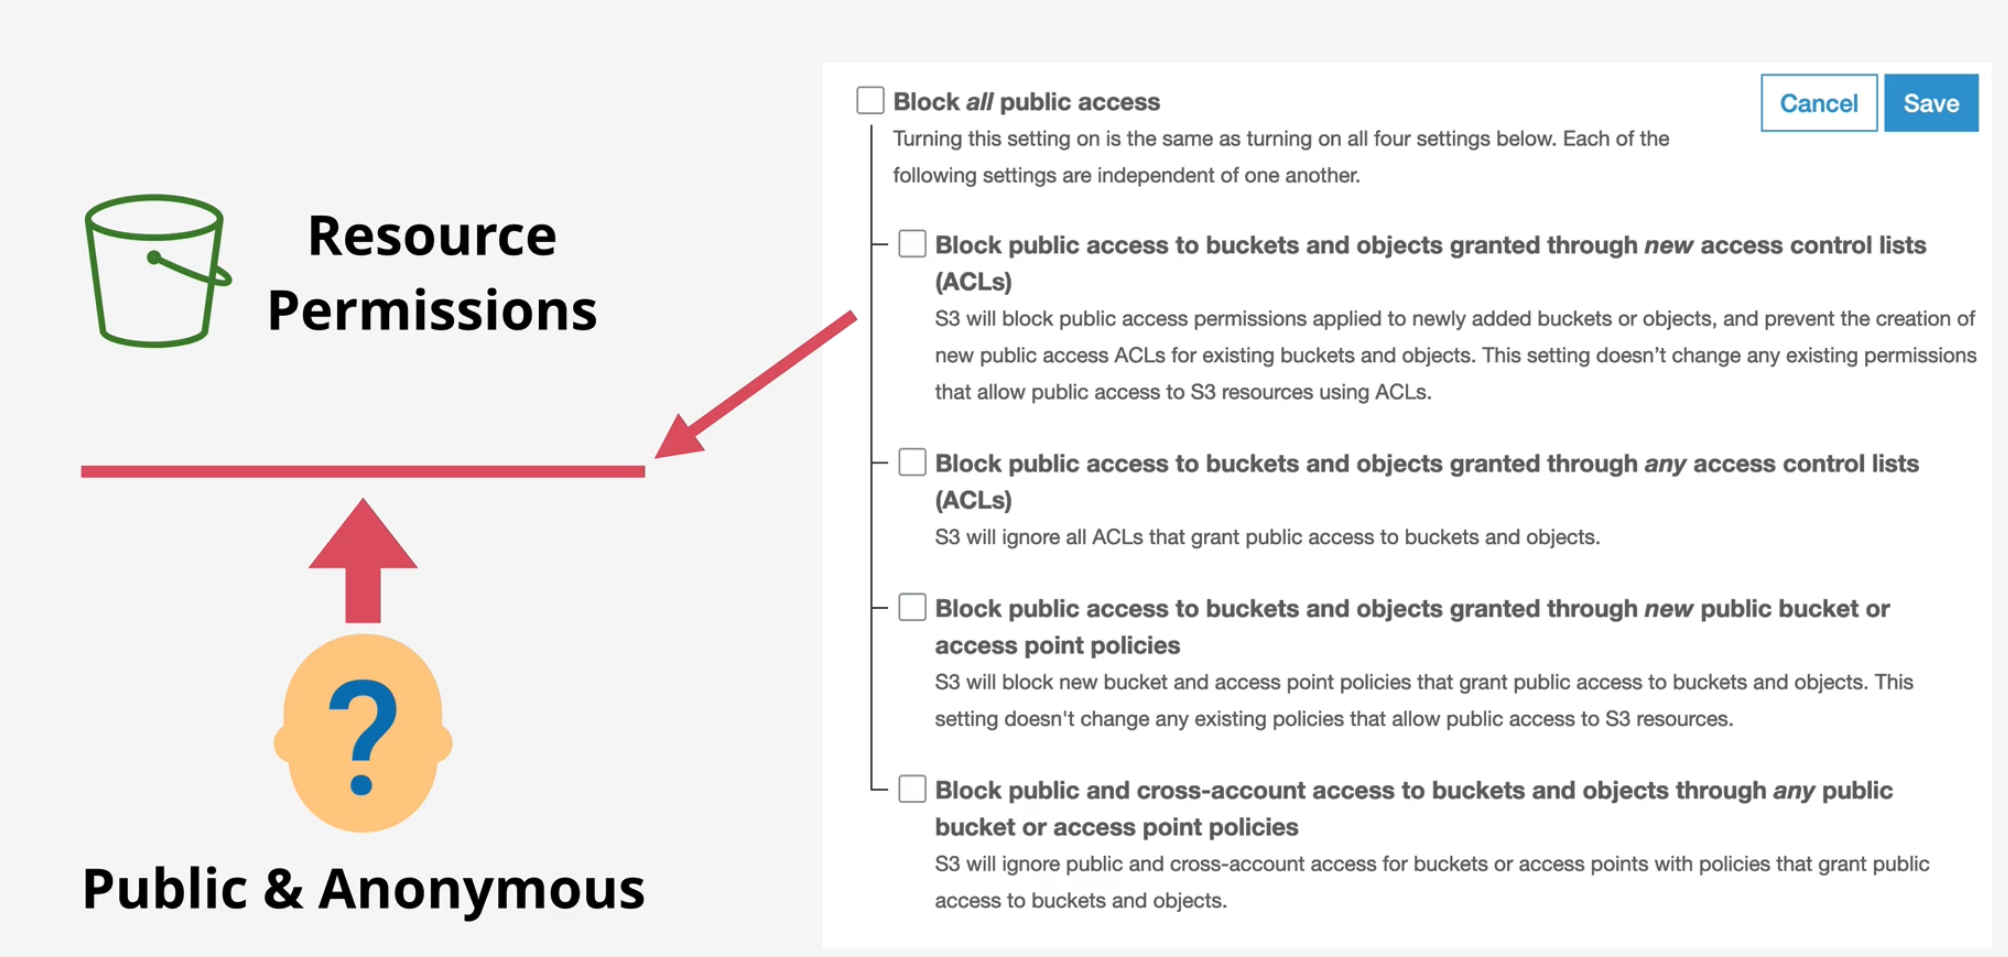 Resource
Permissions
?
Public & Anonymous
Block all public access
Cancel
Save
Turning this setting on is the same as turning on all four settings below. Each of the
following settings are independent of one another.
Block public access to buckets and objects granted through new access control lists
(ACLs)
S3 will block public access permissions applied to newly added buckets or objects, and prevent the creation of
new public access ACLs for existing buckets and objects. This setting doesn’t change any existing permissions
that allow public access to S3 resources using ACLs.
Block public access to buckets and objects granted through any access control lists
(ACLs)
S3 will ignore all ACLs that grant public access to buckets and objects.
Block public access to buckets and objects granted through new public bucket or
access point policies
S3 will block new bucket and access point policies that grant public access to buckets and objects. This
setting doesn't change any existing policies that allow public access to S3 resources.
Block public and cross-account access to buckets and objects through any public
bucket or access point policies
S3 will ignore public and cross-account access for buckets or access points with policies that grant public
access to buckets and objects.